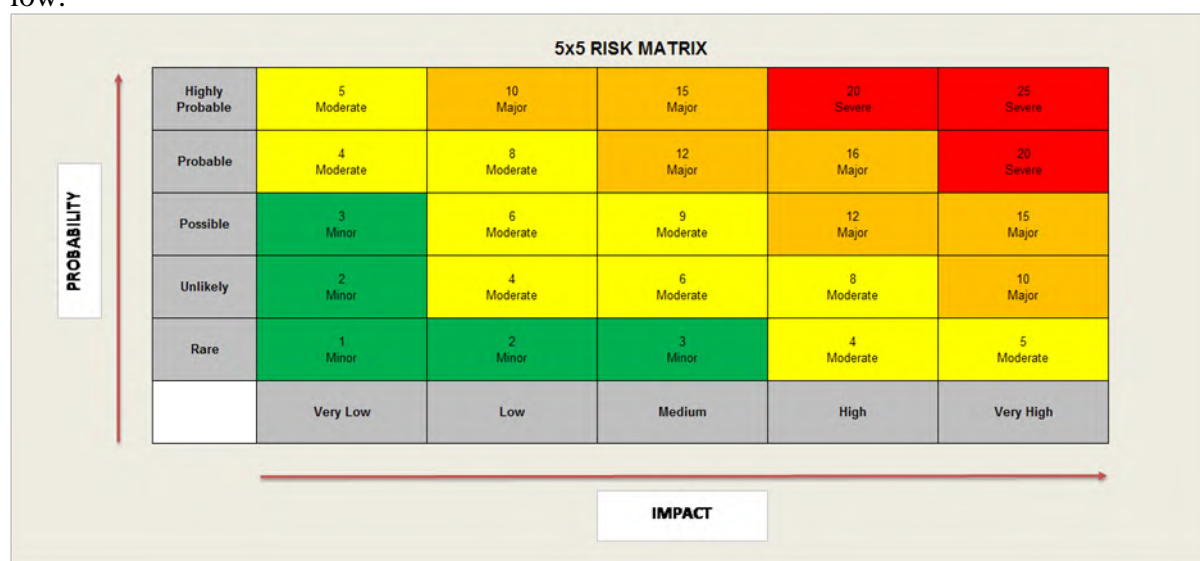 low:
5x5 RISK MATRIX
Highly
Probable
5
Moderate
10
Major
15
Major
20
Severe
25
Severe
Probable
4
Moderate
8
Moderate
12
Major
16
Major
20
Severe
PROBABILITY
Possible
3
Minor
6
Moderate
9
Moderate
12
Major
15
Major
Unlikely
2
Minor
4
Moderate
6
Moderate
8
Moderate
10
Major
Rare
1
Minor
2
Minor
3
Minor
4
Moderate
5
Moderate
Very Low
Low
Medium
High
Very High
IMPACT